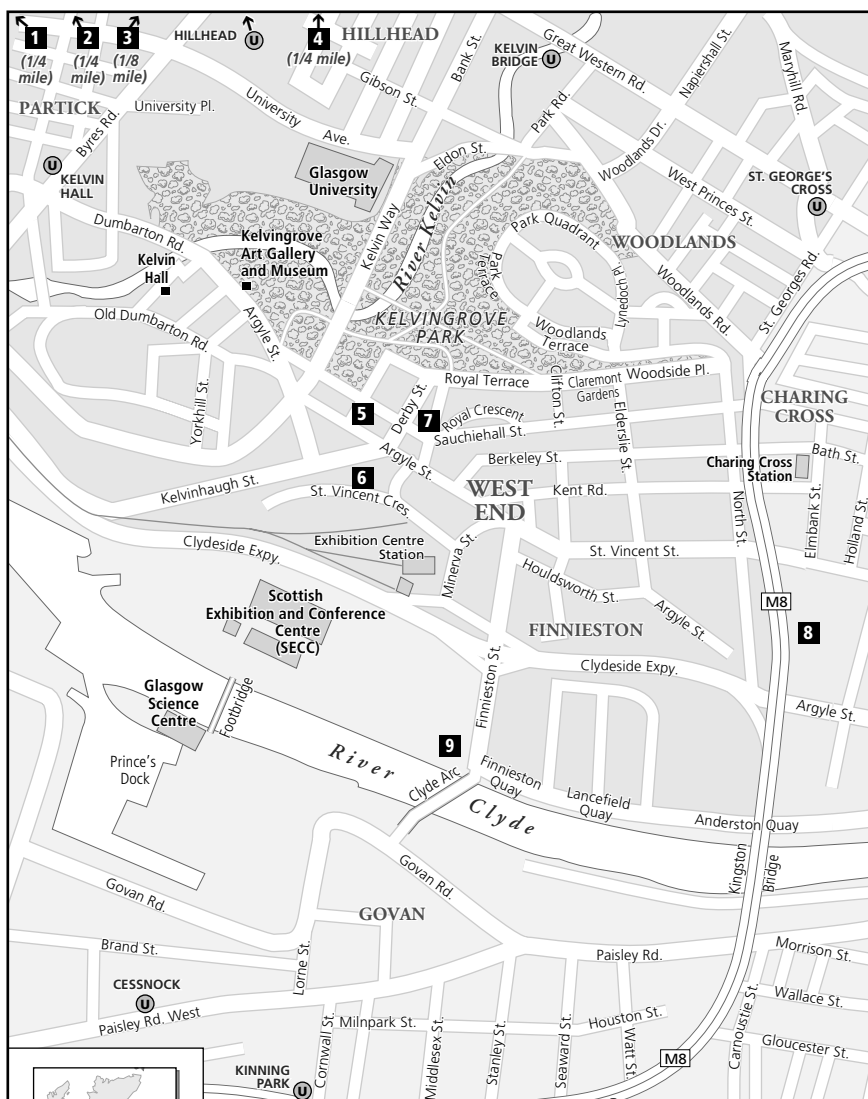 1
(1/4
mile)
2
(1/4
mile)
3
(1/8
mile)
HILLHEAD
U
4
(1/4 mile)
HILLHEAD
Bank St.
KELVIN
BRIDGE
U
Great Western Rd.
Napiershall St.
Maryhill Rd.
PARTICK
Byres Rd.
University Pl.
University
Ave.
Gibson St.
Park Rd.
Woodlands Dr.
West Princes St.
ST. GEORGE'S
CROSS
U
U
KELVIN
HALL
Glasgow
University
Eldon St.
Kelvin Way
River Kelvin
Park Quadrant
Park
Terrace
Lynedoch Pl.
WOODLANDS
Dumbarton Rd.
Kelvin
Hall
Kelvingrove
Art Gallery
and Museum
KELVINGROVE
PARK
Woodlands
Terrace
Woodlands Rd.
St. Georges Rd.
Old Dumbarton Rd.
Argyle St.
Yorkhill St.
Royal Terrace
Clifton St.
Claremont
Gardens
Woodside Pl.
Elderslie St.
CHARING
CROSS
5
Derby St.
7
Royal Crescent
Sauchiehall St.
Argyle St.
Berkeley St.
Bath St.
Charing Cross
Station
Kelvinhaugh St.
6
St. Vincent Cres
WEST
END
Kent Rd.
North St.
Elmbank St.
Holland St.
Clydeside Expy.
Exhibition Centre
Station
Minerva St.
St. Vincent St.
Houldsworth St.
Argyle St.
M8
8
Scottish
Exhibition and Conference
Centre
(SECC)
FINNIESTON
Clydeside Expy.
Finnieston St.
Argyle St.
Glasgow
Science
Centre
Footbridge
Prince's
Dock
River
Clyde
9
Clyde Arc
Finnieston
Quay
Lancefield
Quay
Anderston Quay
Kingston
Bridge
Govan Rd.
Govan Rd.
GOVAN
Brand St.
Lorne St.
Paisley Rd.
Morrison St.
CESSNOCK
U
Paisley Rd. West
Wallace St.
Carnoustie St.
Milnpark St.
Houston St.
Gloucester St.
Cornwall St.
Middlesex St.
Stanley St.
Seaward St.
Watt St.
M8
KINNING
PARK
U